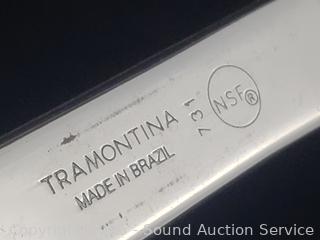 TRAMONTINA
MADE IN BRAZIL
731
NSF®
Sound Auction Service